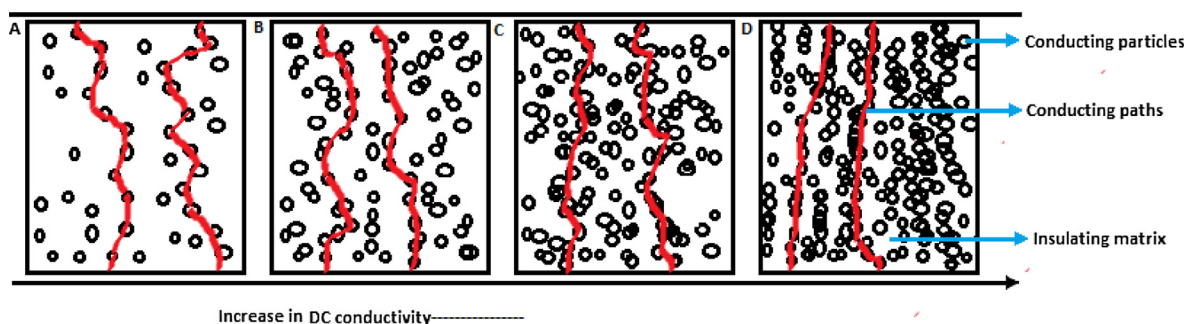 A
B
C
D
Conducting particles
Conducting paths
Insulating matrix
Increase in DC conductivity----------------